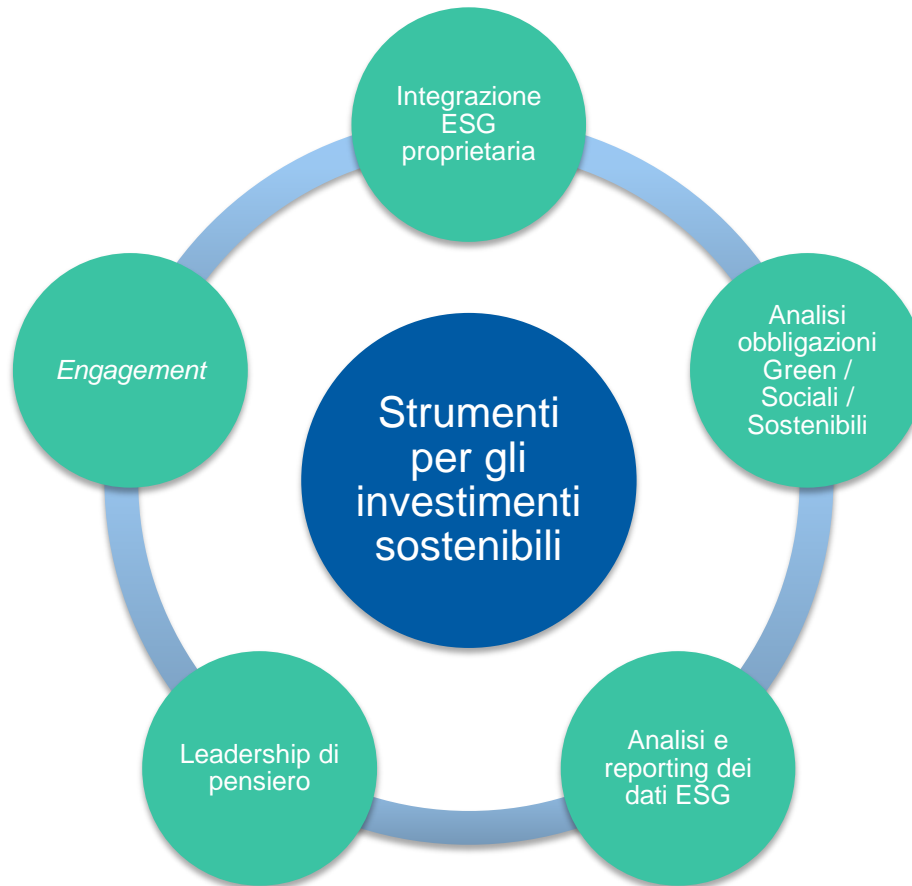 Integrazione
ESG
proprietaria
Analisi
obbligazioni
Green /
Sociali /
Sostenibili
Engagement
Strumenti
per gli
investimenti
sostenibili
Leadership di
pensiero
Analisi e
reporting dei
dati ESG